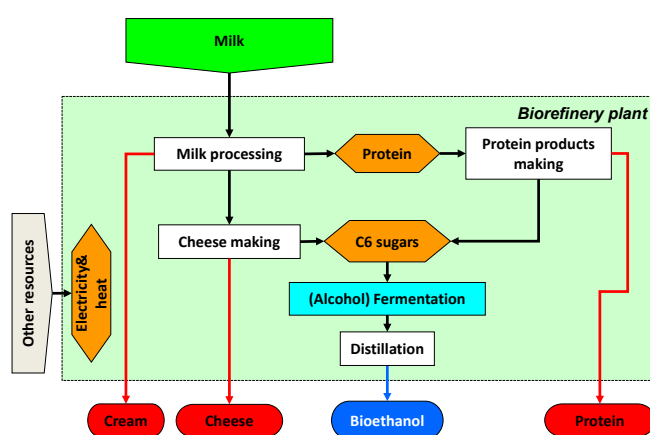 Milk
Biorefinery plant
Milk processing
Protein
Protein products
making
Other resources
Electricity&
heat
Cheese making
C6 sugars
(Alcohol) Fermentation
Distillation
Cream
Cheese
Bioethanol
Protein